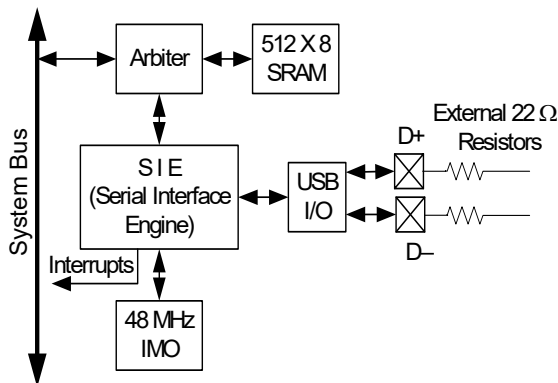 System Bus
Arbiter
512 X 8
SRAM
S I E
(Serial Interface
Engine)
USB
I/O
D+
D–
External 22 Ω
Resistors
Interrupts
48 MHz
IMO